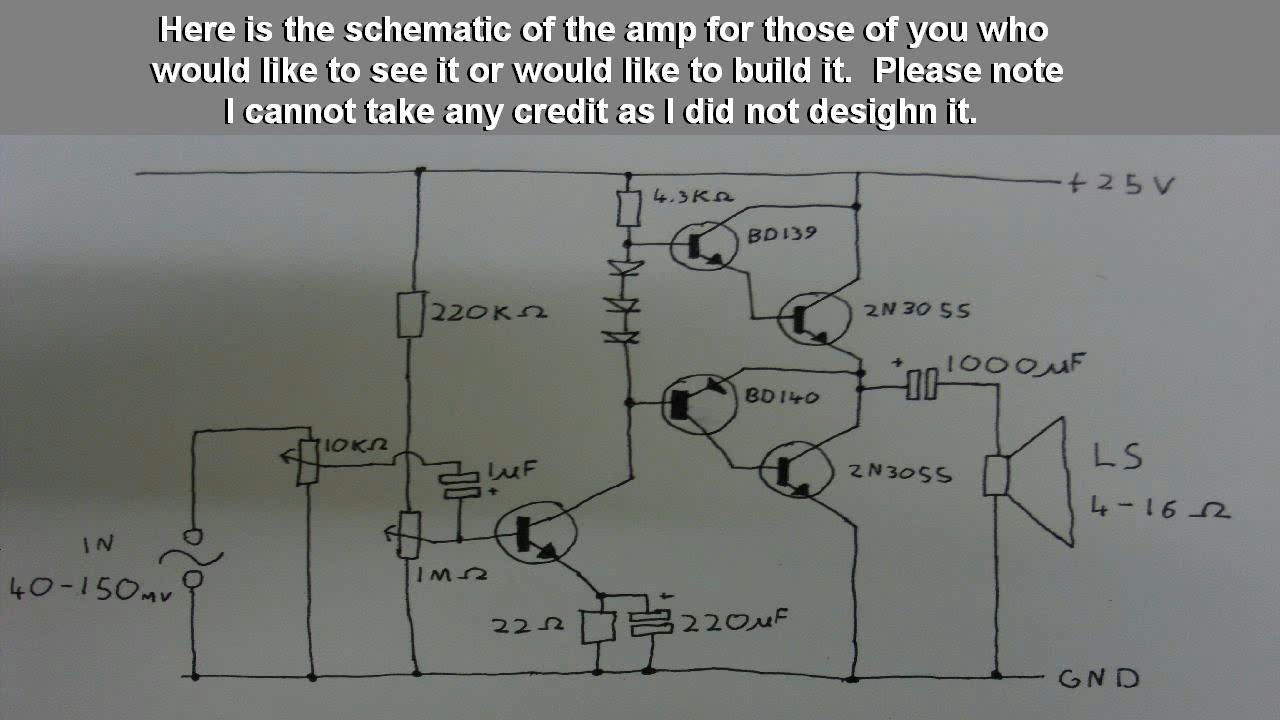 Here is the schematic of the amp for those of you who
would like to see it or would like to build it. Please note
I cannot take any credit as I did not desighn it.
+25V
4.3KΩ
BD139
220KΩ
2N3055
+
1000µF
BD140
10KΩ
1µF
+
2N3055
LS
4-16Ω
IN
40-150mv
1MΩ
+
22Ω
220µF
GND